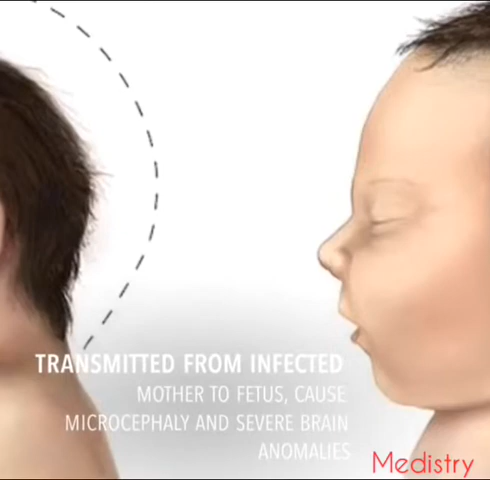 TRANSMITTED FROM INFECTED
MOTHER TO FETUS, CAUSE
MICROCEPHALY AND SEVERE BRAIN
ANOMALIES
Medistry